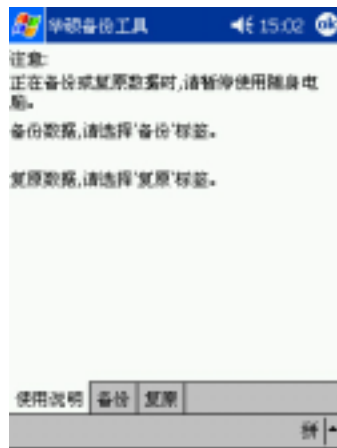 华硕备份工具 15:02 ok
注意:
正在备份或复原数据时,请暂停使用随身电
脑。
备份数据,请选择'备份'标签。
复原数据,请选择'复原'标签。
使用说明 备份 复原
拼